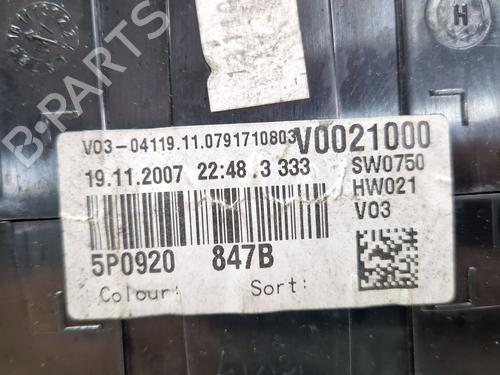 H
V03-04119.11.0791710803 V0021000
19.11.2007 22:48 3 333 SW0750
HW021
V03
5P0920 847B
Colour: Sort:
B-PARTS